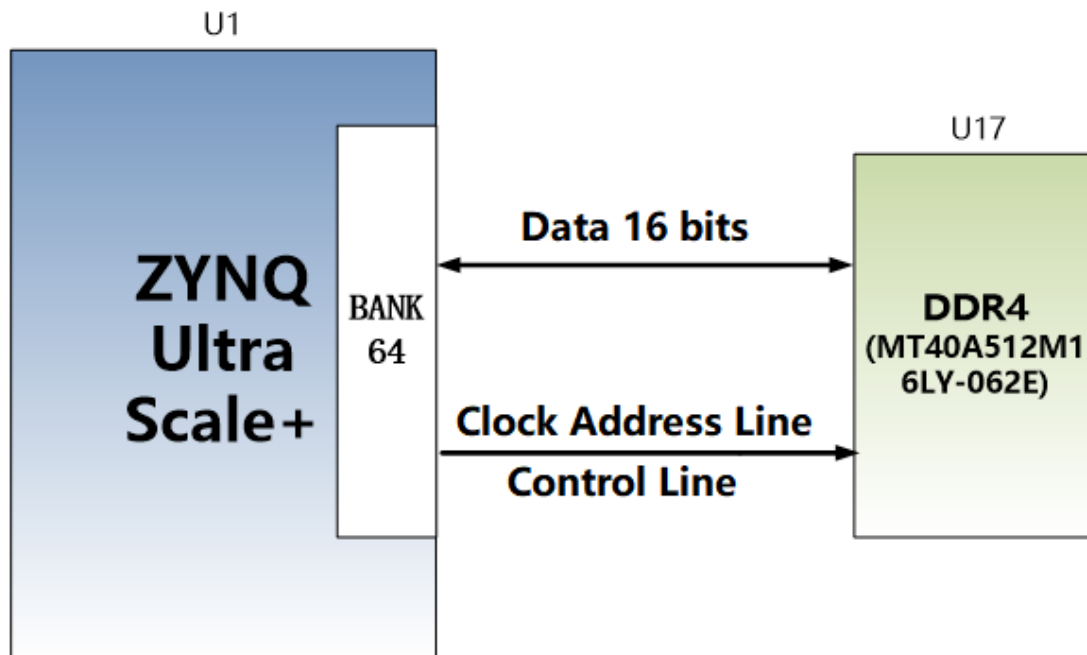 U1
U17
ZYNQ
Ultra
Scale+
BANK
64
Data 16 bits
Clock Address Line
Control Line
DDR4
(MT40A512M1
6LY-062E)